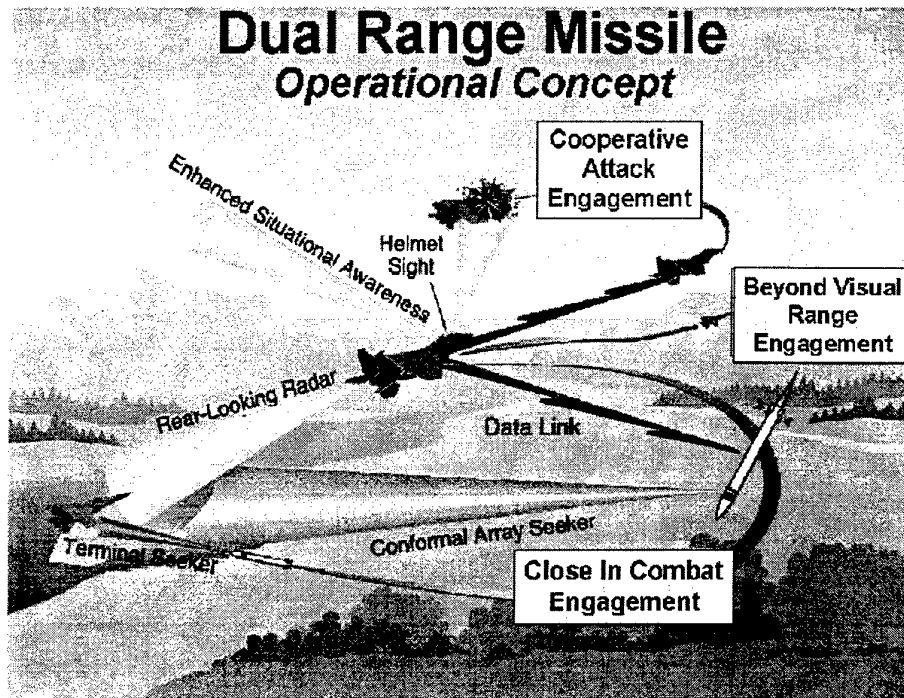 Dual Range Missile
Operational Concept
Cooperative
Attack
Engagement
Enhanced Situational Awareness
Helmet
Sight
Beyond Visual
Range
Engagement
Rear-Looking Radar
Data Link
Conformal Array Seeker
Terminal Seeker
Close In Combat
Engagement